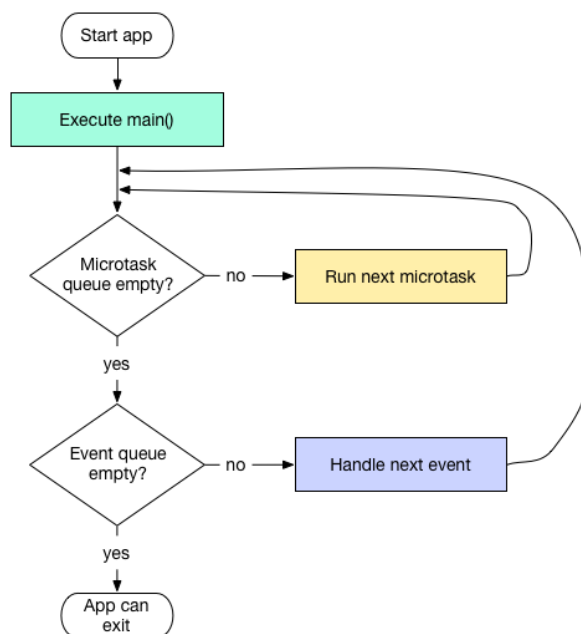 Start app
Execute main()
Microtask
queue empty?
no
Run next microtask
yes
Event queue
empty?
no
Handle next event
yes
App can
exit